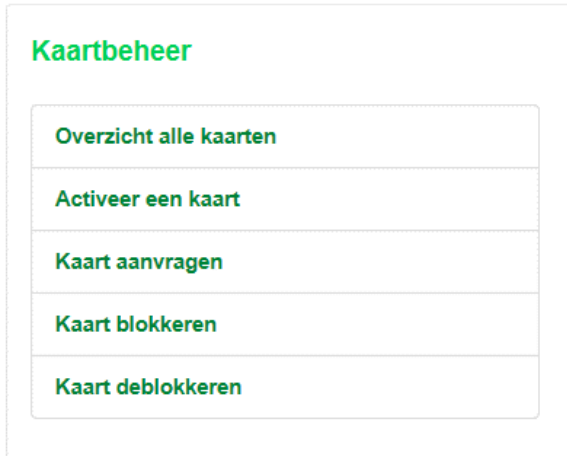 Kaartbeheer
Overzicht alle kaarten
Activeer een kaart
Kaart aanvragen
Kaart blokkeren
Kaart deblokkeren